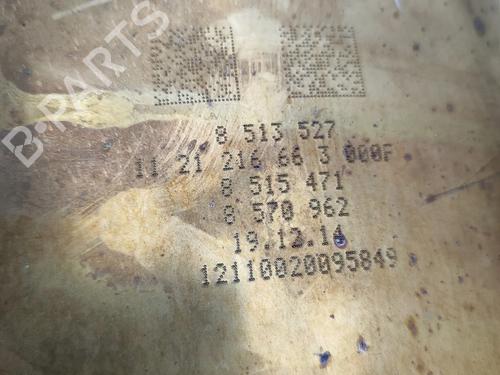 B-PARTS
8 513 527
11 21 216 66 3 000F
8 515 471
8 570 962
19.12.14
12110020095849